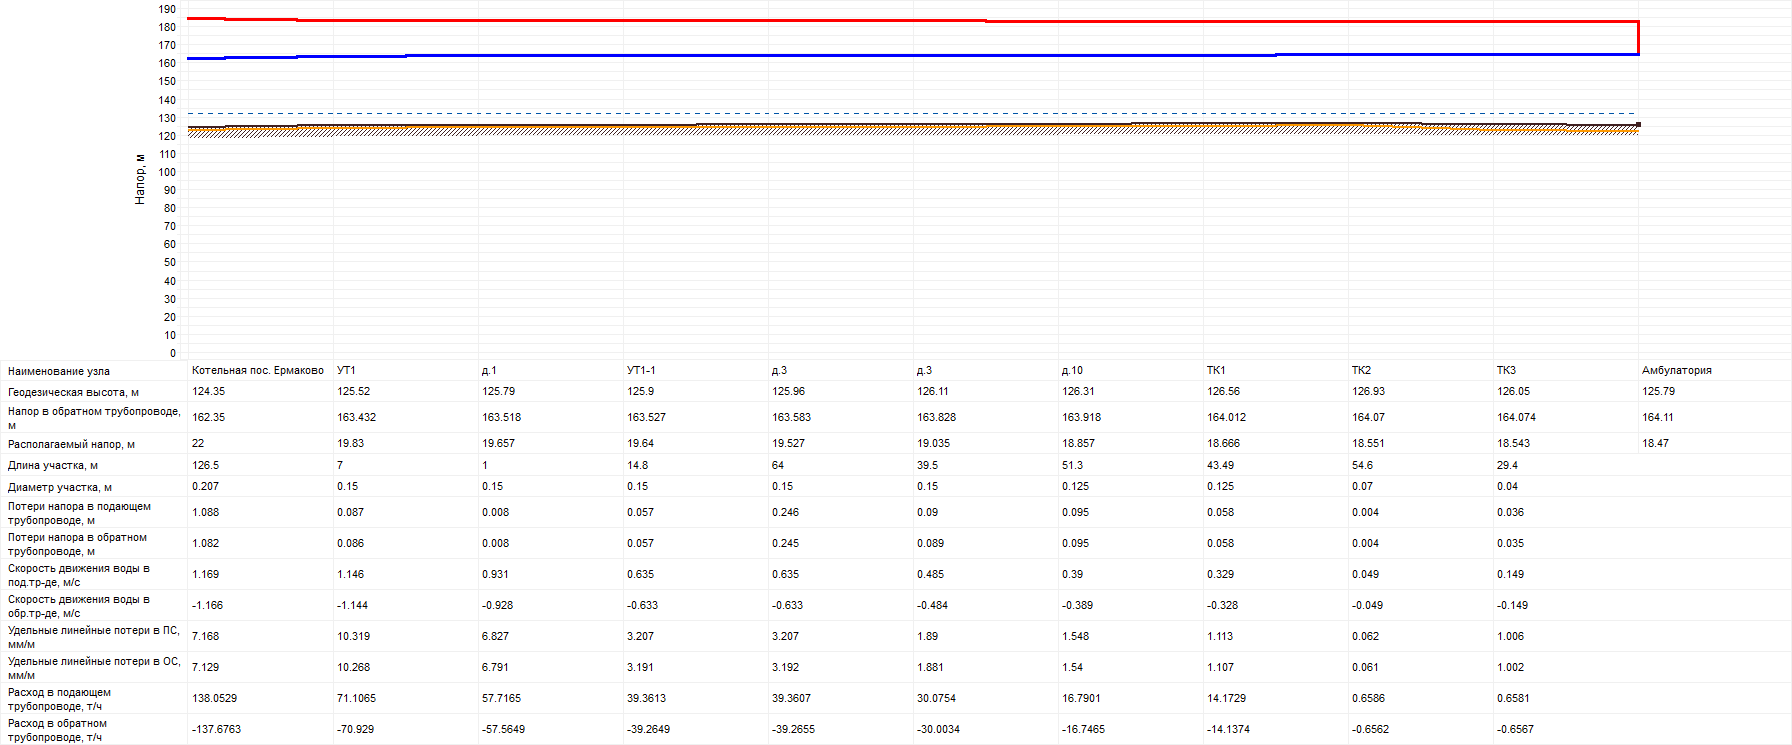 190
180
170
160
150
140
130
120
110
100
90
80
70
60
50
40
30
20
10
0
Напор, м
Наименование узла Котельная пос. Ермаково УТ1 д.1 УТ1-1 д.3 д.3 д.10 ТК1 ТК2 ТК3 Амбулатория
Геодезическая высота, м 124.35 125.52 125.79 125.9 125.96 126.11 126.31 126.56 126.93 126.05 125.79
Напор в обратном трубопроводе,
м 162.35 163.432 163.518 163.527 163.583 163.828 163.918 164.012 164.07 164.074 164.11
Располагаемый напор, м 22 19.83 19.657 19.64 19.527 19.035 18.857 18.666 18.551 18.543 18.47
Длина участка, м 126.5 7 1 14.8 64 39.5 51.3 43.49 54.6 29.4
Диаметр участка, м 0.207 0.15 0.15 0.15 0.15 0.15 0.125 0.125 0.07 0.04
Потери напора в подающем
трубопроводе, м 1.088 0.087 0.008 0.057 0.246 0.09 0.095 0.058 0.004 0.036
Потери напора в обратном
трубопроводе, м 1.082 0.086 0.008 0.057 0.245 0.089 0.095 0.058 0.004 0.035
Скорость движения воды в
под.тр-де, м/с 1.169 1.146 0.931 0.635 0.635 0.485 0.39 0.329 0.049 0.149
Скорость движения воды в
обр.тр-де, м/с -1.166 -1.144 -0.928 -0.633 -0.633 -0.484 -0.389 -0.328 -0.049 -0.149
Удельные линейные потери в ПС,
мм/м 7.168 10.319 6.827 3.207 3.207 1.89 1.548 1.113 0.062 1.006
Удельные линейные потери в ОС,
мм/м 7.129 10.268 6.791 3.191 3.192 1.881 1.54 1.107 0.061 1.002
Расход в подающем
трубопроводе, т/ч 138.0529 71.1065 57.7165 39.3613 39.3607 30.0754 16.7901 14.1729 0.6586 0.6581
Расход в обратном
трубопроводе, т/ч -137.6763 -70.929 -57.5649 -39.2649 -39.2655 -30.0034 -16.7465 -14.1374 -0.6562 -0.6567